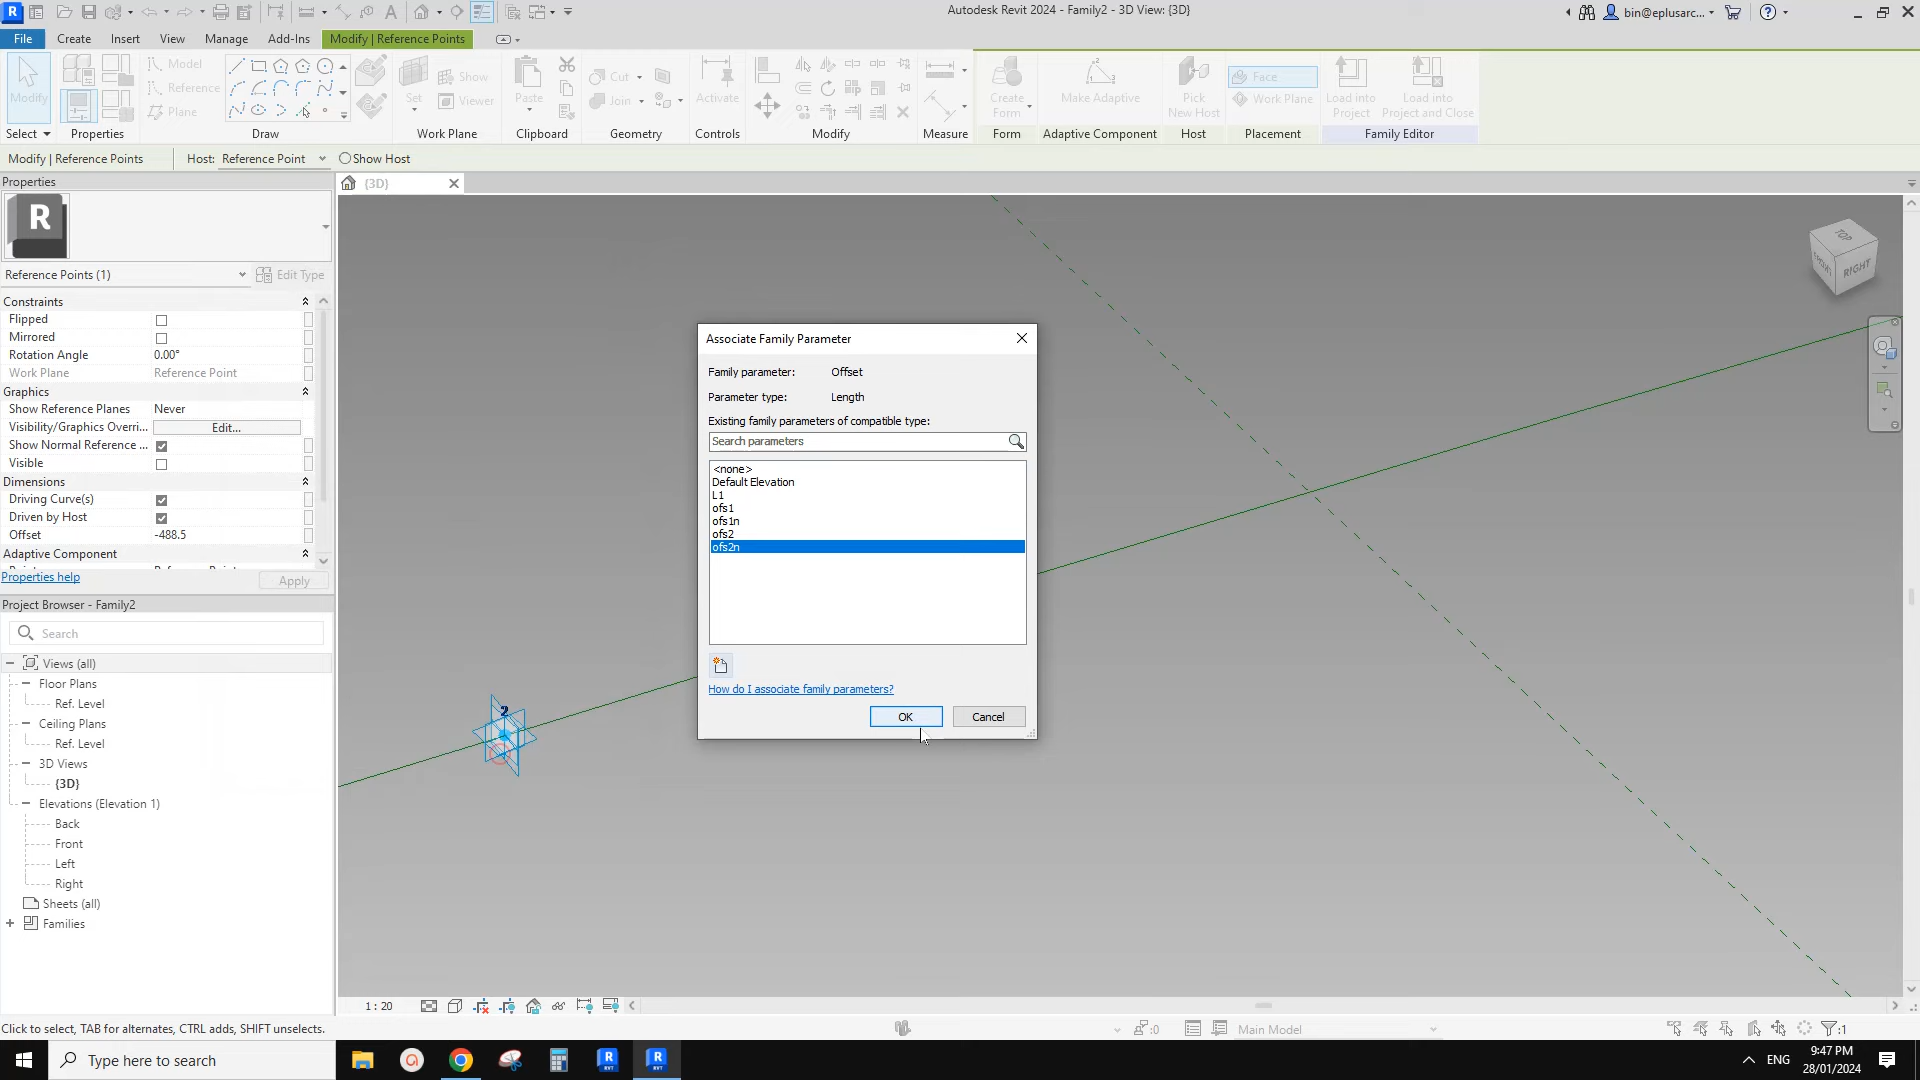 Autodesk Revit 2024 - Family2 - 3D View: {3D}
bin@eplusarc...
File Create Insert View Manage Add-Ins Modify | Reference Points
Modify
Model
Reference
Plane
Set
Show
Viewer
Paste
Cut
Join
Activate
Create Form
Make Adaptive
Pick New Host
Face
Work Plane
Load into Project
Load into Project and Close
Select Properties Draw Work Plane Clipboard Geometry Controls Modify Measure Form Adaptive Component Host Placement Family Editor
Modify | Reference Points Host: Reference Point Show Host
Properties
{3D}
R
Reference Points (1) Edit Type
Constraints
Flipped
Mirrored
Rotation Angle 0.00°
Work Plane Reference Point
Graphics
Show Reference Planes Never
Visibility/Graphics Overri... Edit...
Show Normal Reference ...
Visible
Dimensions
Driving Curve(s)
Driven by Host
Offset -488.5
Adaptive Component
Properties help Apply
Project Browser - Family2
Search
Views (all)
Floor Plans
Ref. Level
Ceiling Plans
Ref. Level
3D Views
{3D}
Elevations (Elevation 1)
Back
Front
Left
Right
Sheets (all)
Families
TOP
FRONT
RIGHT
2
Associate Family Parameter
Family parameter: Offset
Parameter type: Length
Existing family parameters of compatible type:
Search parameters
<none>
Default Elevation
L1
ofs1
ofs1n
ofs2
ofs2n
How do I associate family parameters?
OK Cancel
1 : 20
Click to select, TAB for alternates, CTRL adds, SHIFT unselects.
:0
Main Model
:1
Type here to search
ENG
9:47 PM
28/01/2024